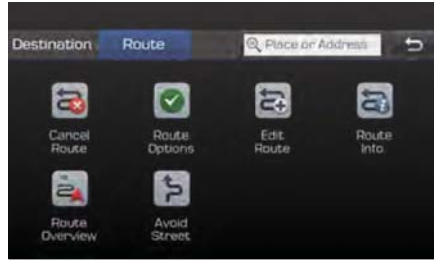 Destination Route Place or Address
Cancel Route Edit Route
Route Options Route Info
Route Avoid
Overview Street